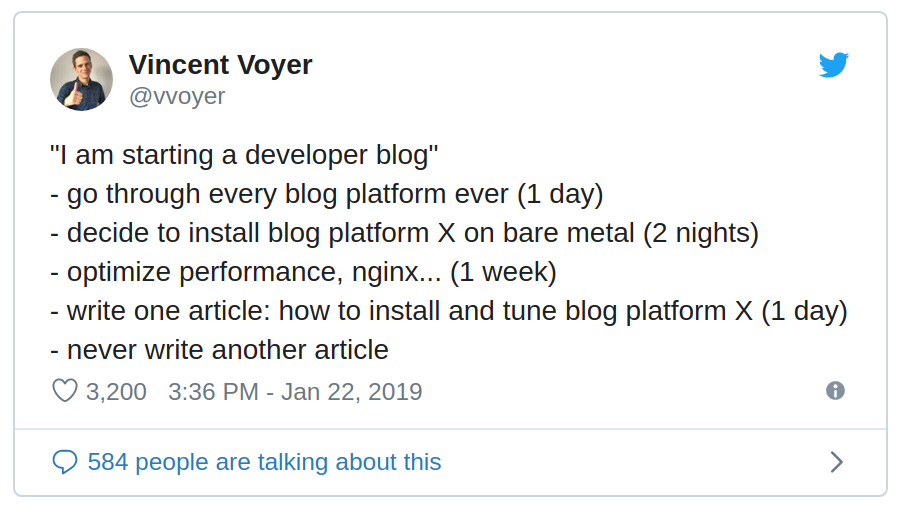 Vincent Voyer
@vvoyer
"I am starting a developer blog"
- go through every blog platform ever (1 day)
- decide to install blog platform X on bare metal (2 nights)
- optimize performance, nginx... (1 week)
- write one article: how to install and tune blog platform X (1 day)
- never write another article
3,200 3:36 PM - Jan 22, 2019
584 people are talking about this